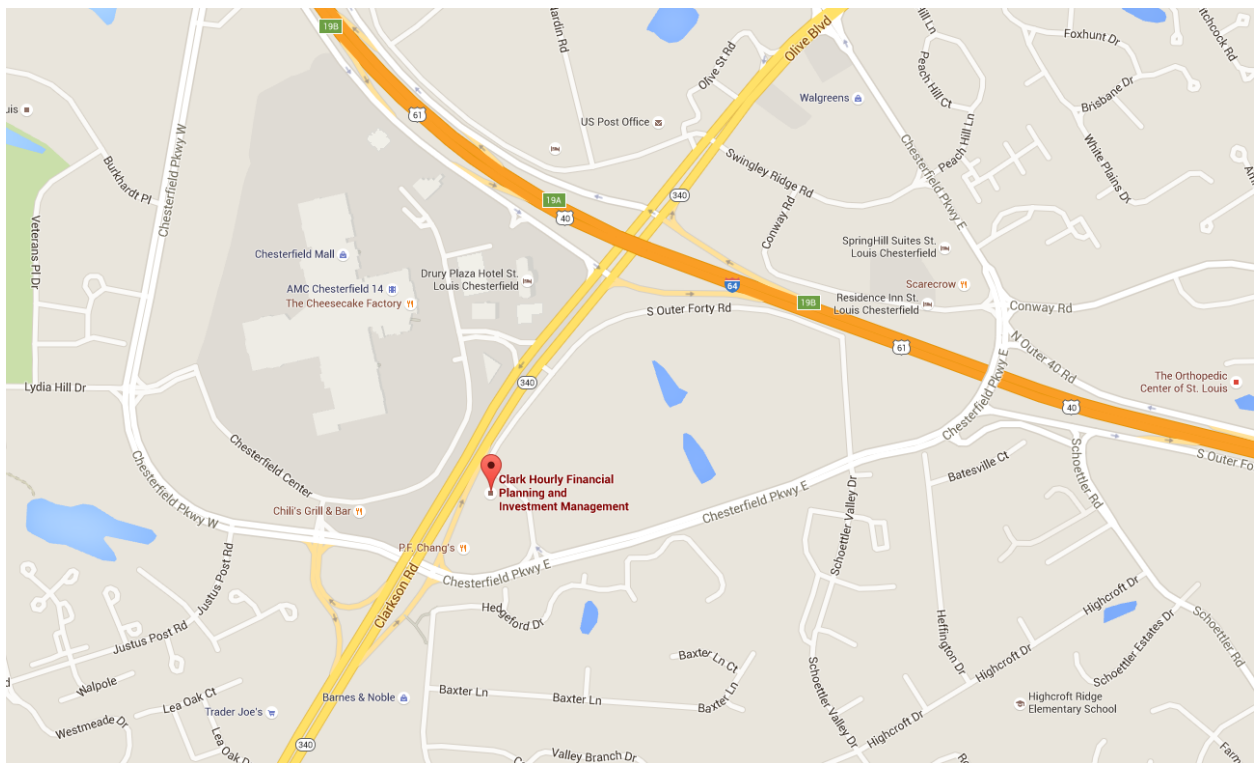 19B
Hardin Rd
Olive St Rd
Olive Blvd
Hill Ln
Foxhunt Dr
Hitchcock Rd
Peach Hill Ct
Brisbane Dr
Walgreens
61
US Post Office
Peach Hill Ln
White Plains Dr
uis
Burkhardt Pl
Chesterfield Pkwy W
Swingley Ridge Rd
Chesterfield Pkwy E
340
19A
40
Conway Rd
Veterans Pl Dr
Chesterfield Mall
SpringHill Suites St.
Louis Chesterfield
Drury Plaza Hotel St.
Louis Chesterfield
AMC Chesterfield 14
The Cheesecake Factory
64
Scarecrow
19B
Residence Inn St.
Louis Chesterfield
Conway Rd
S Outer Forty Rd
61
N Outer 40 Rd
Chesterfield Pkwy E
340
The Orthopedic
Center of St. Louis
Lydia Hill Dr
40
Chesterfield Center
Chesterfield Pkwy W
Schoettler Rd
S Outer Fo
Batesville Ct
Clark Hourly Financial
Planning and
Investment Management
Chili's Grill & Bar
Chesterfield Pkwy E
Schoettler Valley Dr
P.F. Chang's
Chesterfield Pkwy E
Justus Post Rd
Clarkson Rd
Hedgeford Dr
Highcroft Dr
Schoettler Rd
Justus Post Rd
Heffington Dr
Baxter Ln Ct
Walpole
Highcroft Dr
Schoettler Estates Dr
Lea Oak Ct
Barnes & Noble
Baxter Ln
Baxter Ln
Baxter Ln
Schoettler Valley Dr
Trader Joe's
Westmeade Dr
Lea Oak D
Highcroft Ridge
Elementary School
Highcroft Dr
340
Valley Branch Dr
Farm